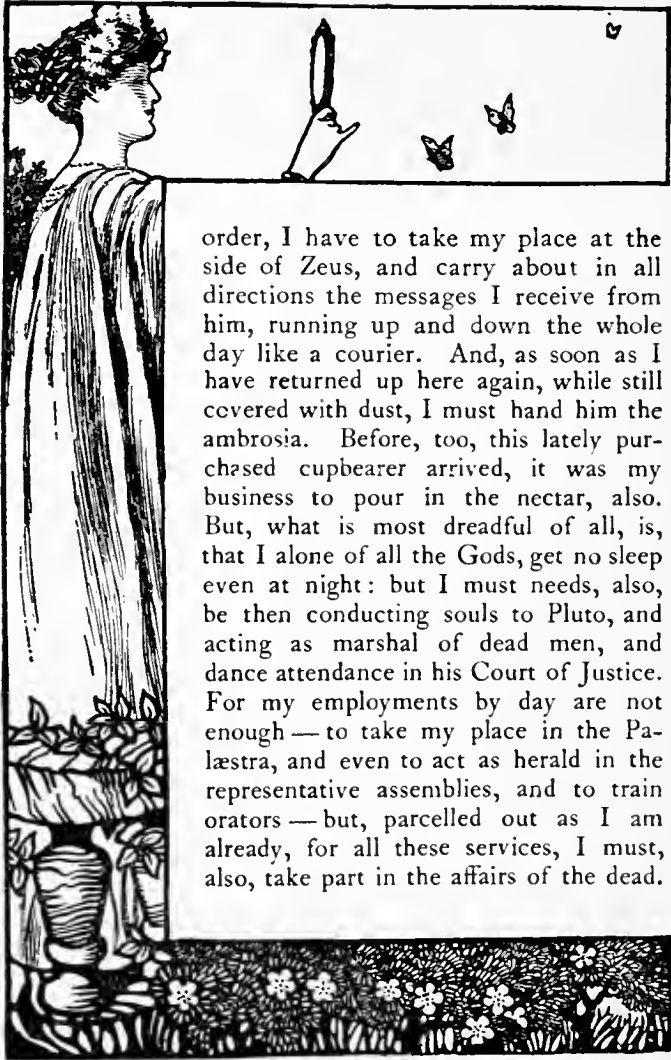 order, I have to take my place at the
side of Zeus, and carry about in all
directions the messages I receive from
him, running up and down the whole
day like a courier. And, as soon as I
have returned up here again, while still
covered with dust, I must hand him the
ambrosia. Before, too, this lately pur-
chased cupbearer arrived, it was my
business to pour in the nectar, also.
But, what is most dreadful of all, is,
that I alone of all the Gods, get no sleep
even at night: but I must needs, also,
be then conducting souls to Pluto, and
acting as marshal of dead men, and
dance attendance in his Court of Justice.
For my employments by day are not
enough — to take my place in the Pa-
læstra, and even to act as herald in the
representative assemblies, and to train
orators — but, parcelled out as I am
already, for all these services, I must,
also, take part in the affairs of the dead.